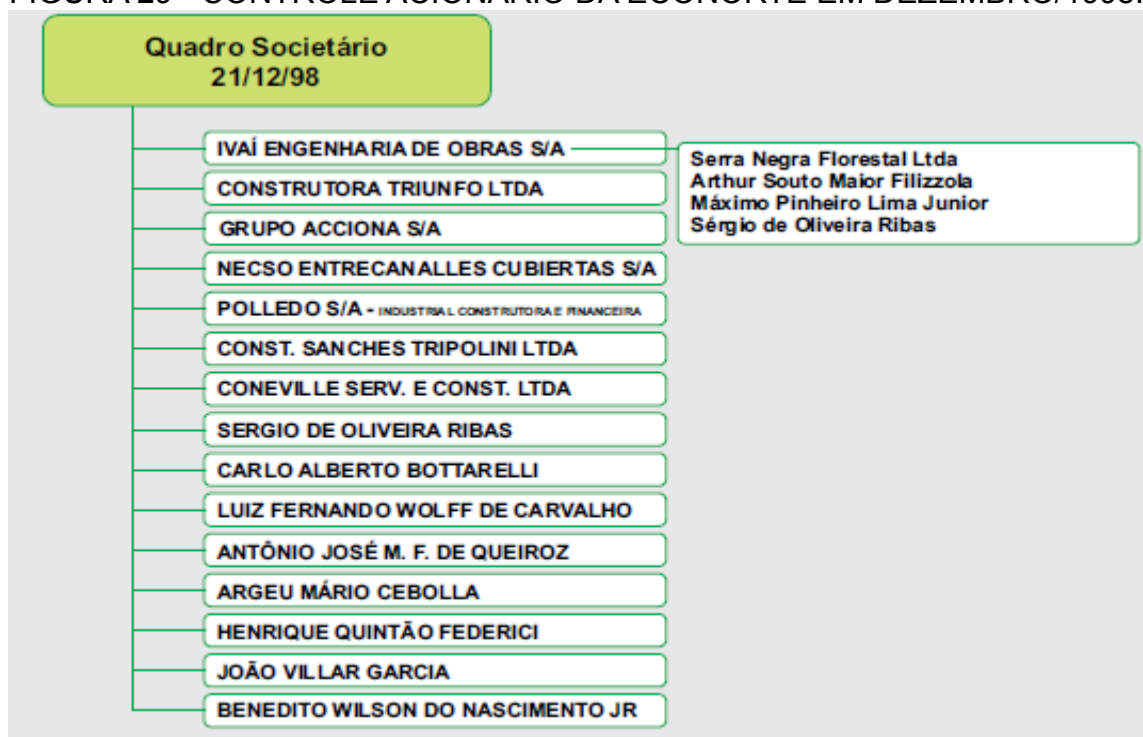 Quadro Societário
21/12/98
IVAÍ ENGENHARIA DE OBRAS S/A
Serra Negra Florestal Ltda
Arthur Souto Maior Filizzola
Máximo Pinheiro Lima Junior
Sérgio de Oliveira Ribas
CONSTRUTORA TRIUNFO LTDA
GRUPO ACCIONA S/A
NECSO ENTRECANALLES CUBIERTAS S/A
POLLEDO S/A - INDUSTRIAL CONSTRUTORA E FINANCEIRA
CONST. SANCHES TRIPOLINI LTDA
CONEVILLE SERV. E CONST. LTDA
SERGIO DE OLIVEIRA RIBAS
CARLO ALBERTO BOTTARELLI
LUIZ FERNANDO WOLFF DE CARVALHO
ANTÔNIO JOSÉ M. F. DE QUEIROZ
ARGEU MÁRIO CEBOLLA
HENRIQUE QUINTÃO FEDERICI
JOÃO VILLAR GARCIA
BENEDITO WILSON DO NASCIMENTO JR